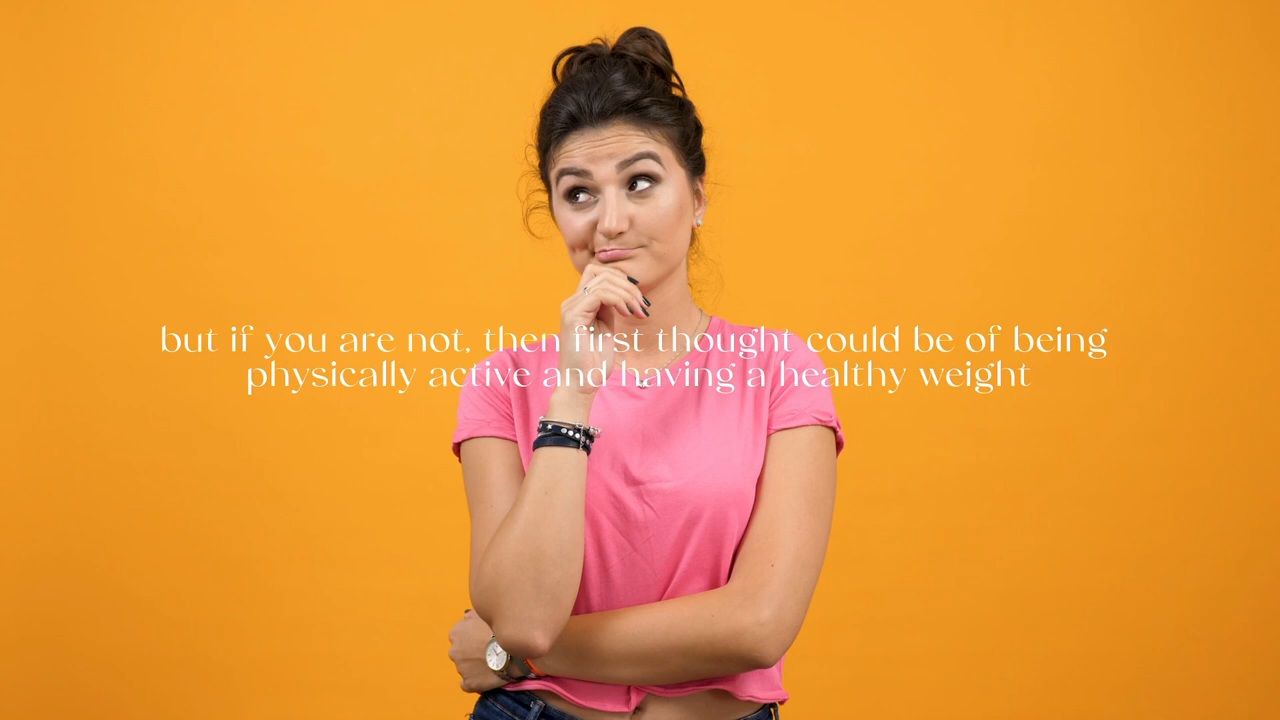 but if you are not, then first thought could be of being
physically active and having a healthy weight